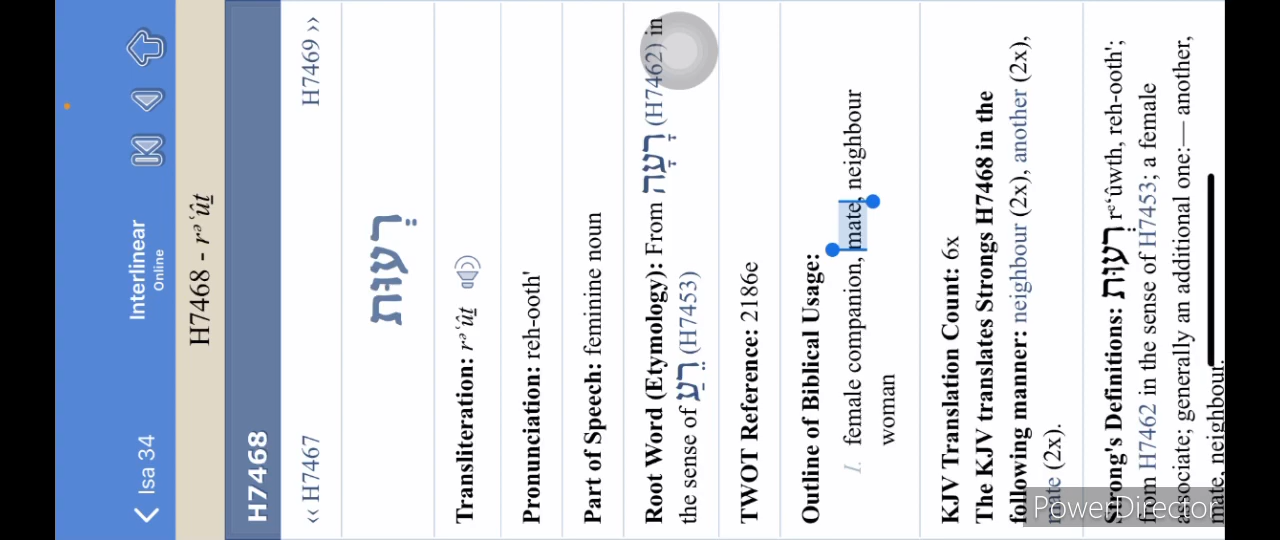 Isa 34
Interlinear
Online
H7468 - rᵊʿûṯ
H7468
‹‹ H7467
H7469 ››
רְעוּת
Transliteration: rᵊʿûṯ
Pronunciation: reh-ooth'
Part of Speech: feminine noun
Root Word (Etymology): From רָעָה (H7462) in
the sense of רֵעַ (H7453)
TWOT Reference: 2186e
Outline of Biblical Usage:
I. female companion, mate, neighbour
woman
KJV Translation Count: 6x
The KJV translates Strongs H7468 in the
following manner: neighbour (2x), another (2x),
mate (2x).
Strong's Definitions: רְעוּת rᵉʻûwth, reh-ooth';
from H7462 in the sense of H7453; a female
associate; generally an additional one:— another,
mate, neighbour.
PowerDirector